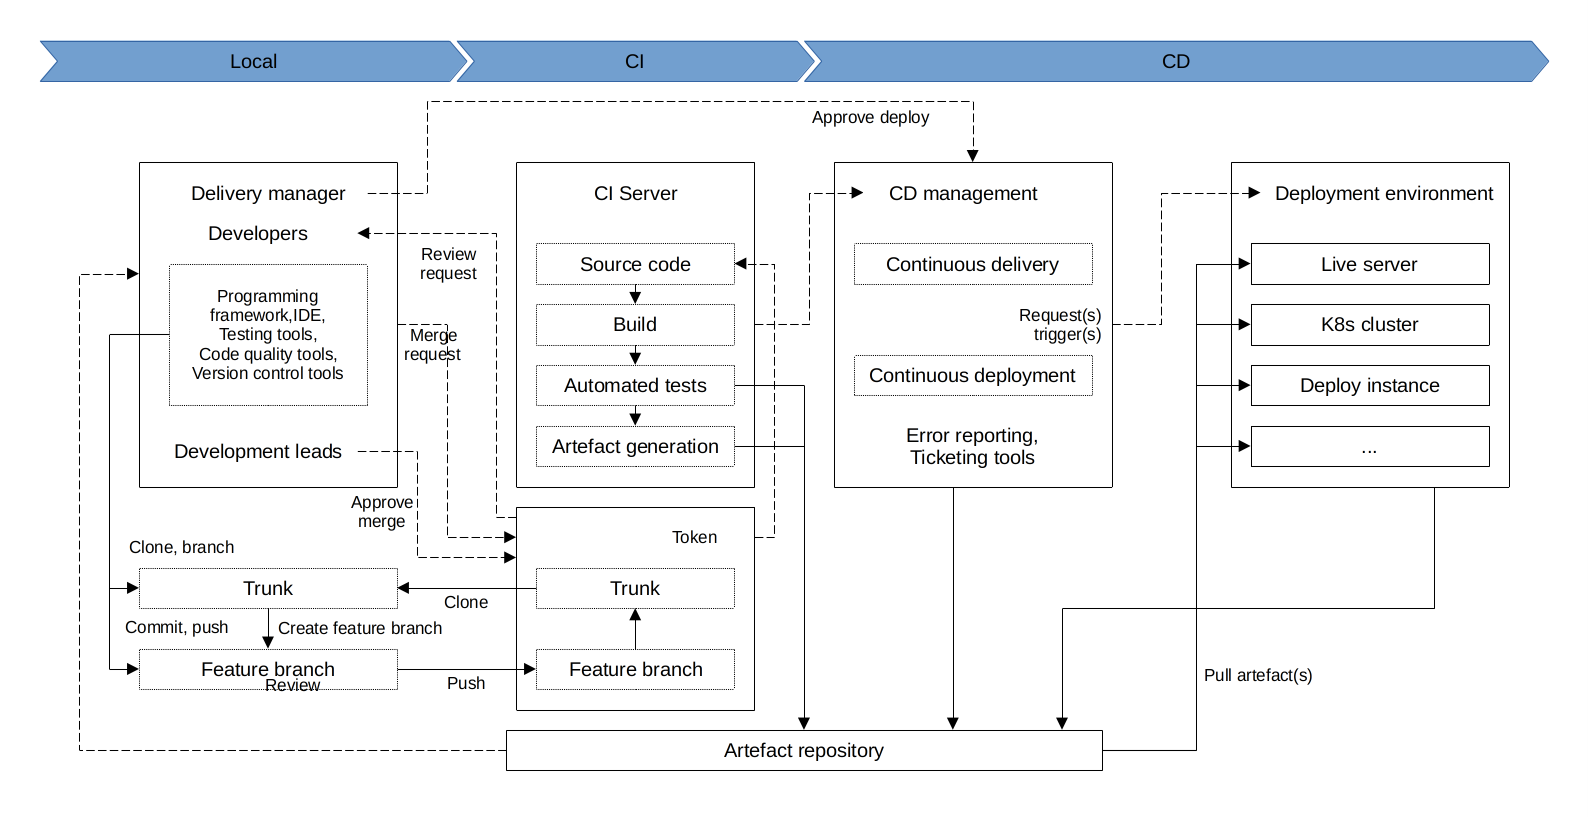 Local
CI
CD
Approve deploy
Delivery manager
Developers
Programming
framework,IDE,
Testing tools,
Code quality tools,
Version control tools
Development leads
Review
request
Merge
request
Approve
merge
CI Server
Source code
Build
Automated tests
Artefact generation
CD management
Continuous delivery
Request(s)
trigger(s)
Continuous deployment
Error reporting,
Ticketing tools
Deployment environment
Live server
K8s cluster
Deploy instance
...
Clone, branch
Trunk
Clone
Commit, push
Create feature branch
Feature branch
Review
Push
Token
Trunk
Feature branch
Pull artefact(s)
Artefact repository